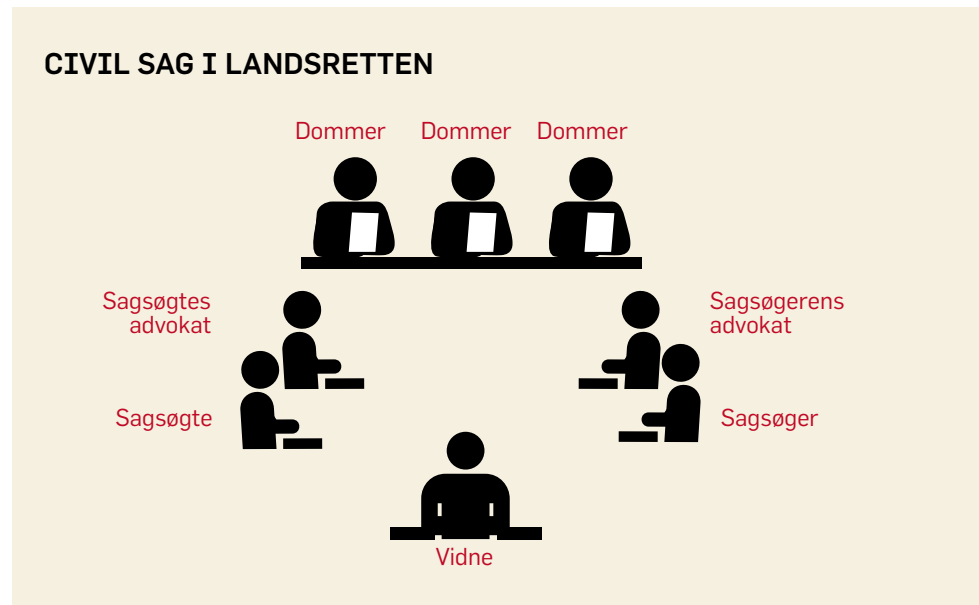 CIVIL SAG I LANDSRETTEN
Dommer Dommer Dommer
Sagsøgtes
advokat
Sagsøgerens
advokat
Sagsøgte
Sagsøger
Vidne